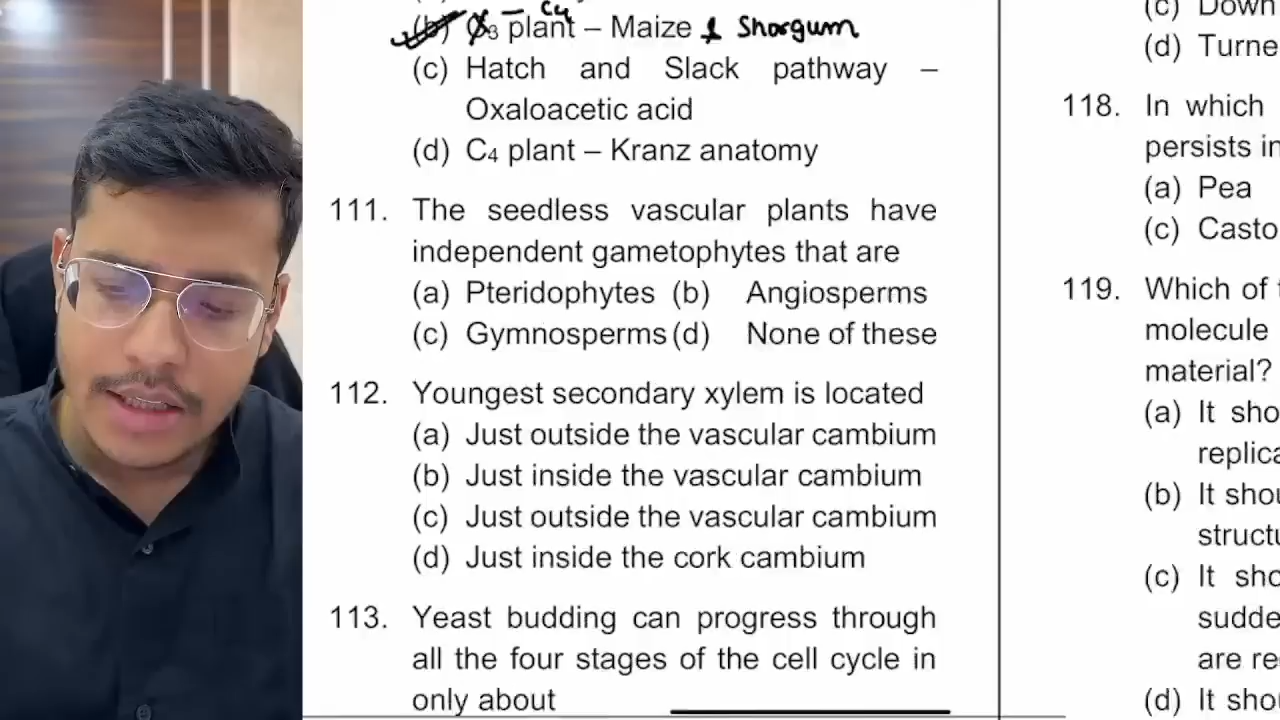 – C4
(b) C3 plant – Maize & Shorgum
(c) Hatch and Slack pathway –
Oxaloacetic acid
(d) C4 plant – Kranz anatomy
111. The seedless vascular plants have
independent gametophytes that are
(a) Pteridophytes (b) Angiosperms
(c) Gymnosperms (d) None of these
112. Youngest secondary xylem is located
(a) Just outside the vascular cambium
(b) Just inside the vascular cambium
(c) Just outside the vascular cambium
(d) Just inside the cork cambium
113. Yeast budding can progress through
all the four stages of the cell cycle in
only about
(c) Down
(d) Turne
118. In which
persists in
(a) Pea
(c) Casto
119. Which of
molecule
material?
(a) It sho
replica
(b) It shou
structu
(c) It sho
sudde
are re
(d) It shou